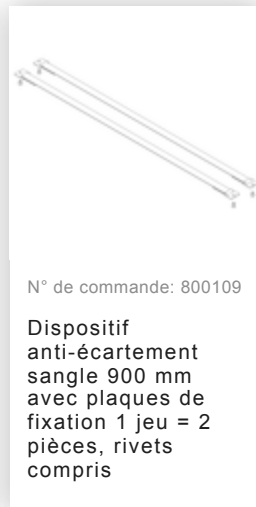 N° de commande: 800109
Dispositif
anti-écartement
sangle 900 mm
avec plaques de
fixation 1 jeu = 2
pièces, rivets
compris